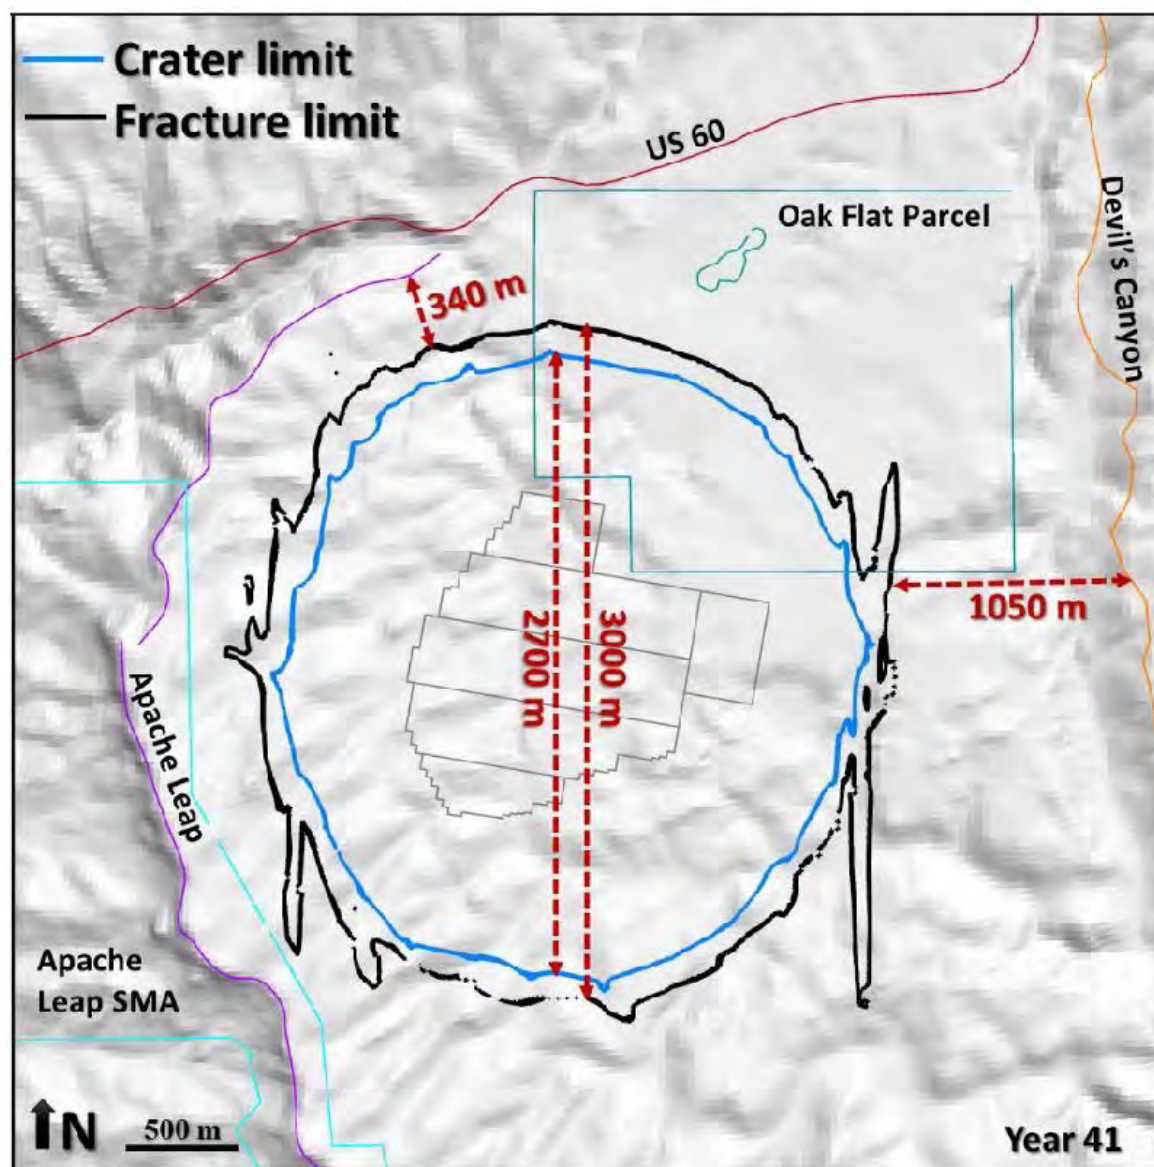 Crater limit
Fracture limit
US 60
Oak Flat Parcel
Devil's Canyon
340 m
1050 m
2700 m
3000 m
Apache Leap
Apache
Leap SMA
N
500 m
Year 41